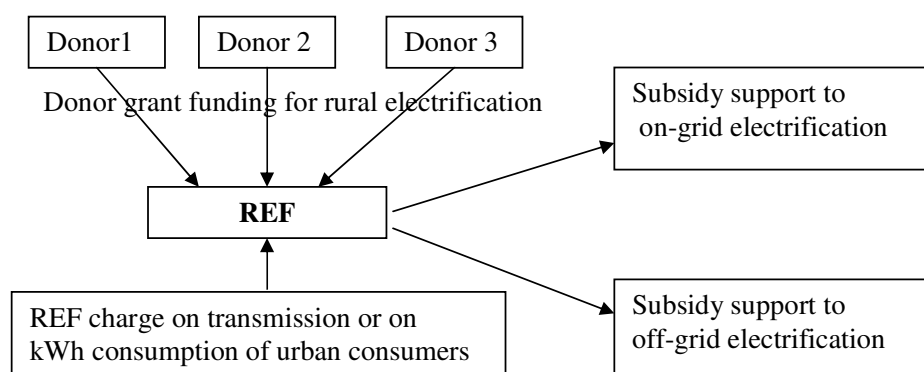 Donor1
Donor 2
Donor 3
Donor grant funding for rural electrification
Subsidy support to
on-grid electrification
REF
REF charge on transmission or on
kWh consumption of urban consumers
Subsidy support to
off-grid electrification